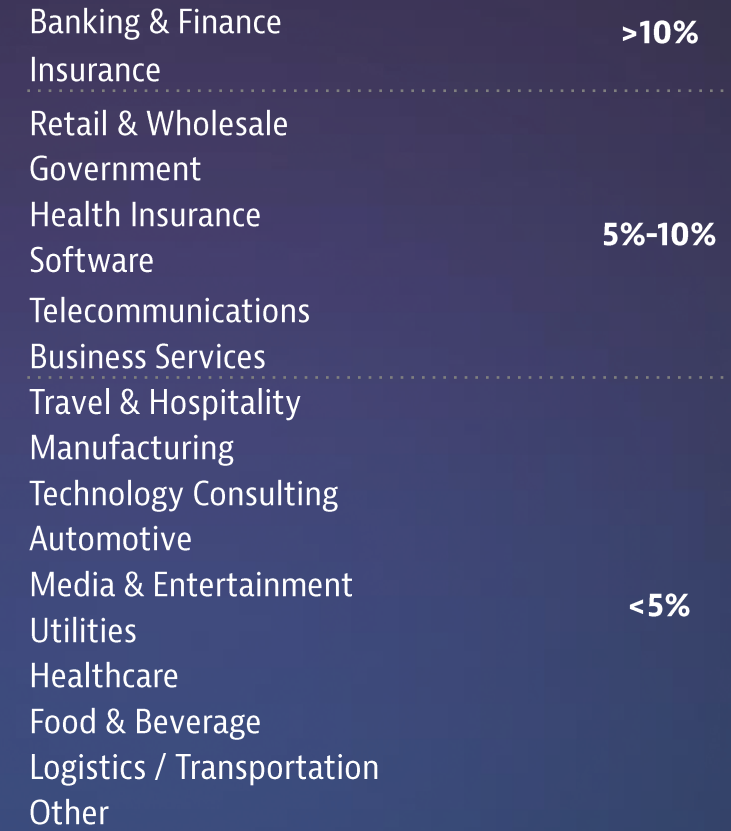 Banking & Finance
>10%
Insurance
Retail & Wholesale
Government
Health Insurance
5%-10%
Software
Telecommunications
Business Services
Travel & Hospitality
Manufacturing
Technology Consulting
Automotive
Media & Entertainment
<5%
Utilities
Healthcare
Food & Beverage
Logistics / Transportation
Other